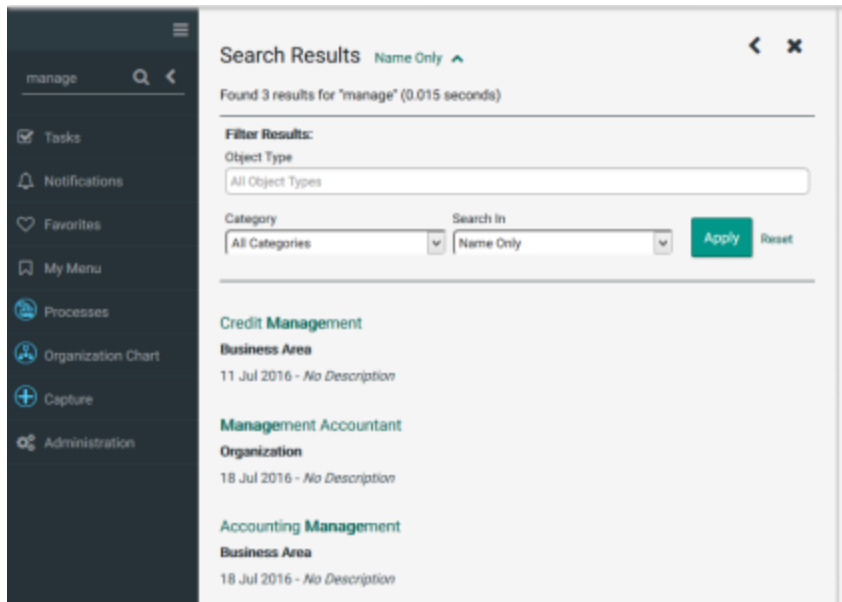 manage
Tasks
Notifications
Favorites
My Menu
Processes
Organization Chart
Capture
Administration
Search Results Name Only
Found 3 results for "manage" (0.015 seconds)
Filter Results:
Object Type
All Object Types
Category Search In
All Categories Name Only Apply Reset
Credit Management
Business Area
11 Jul 2016 - No Description
Management Accountant
Organization
18 Jul 2016 - No Description
Accounting Management
Business Area
18 Jul 2016 - No Description